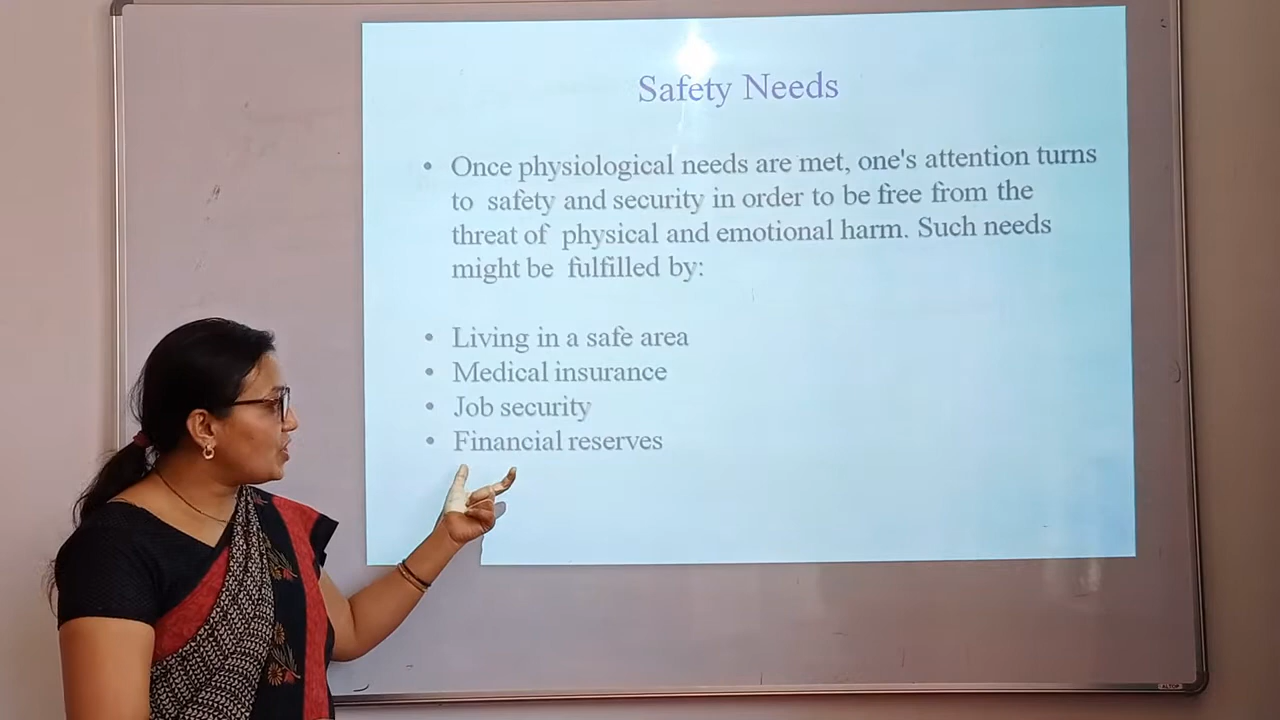 Safety Needs
• Once physiological needs are met, one's attention turns
to safety and security in order to be free from the
threat of physical and emotional harm. Such needs
might be fulfilled by:
• Living in a safe area
• Medical insurance
• Job security
• Financial reserves
ALTOP